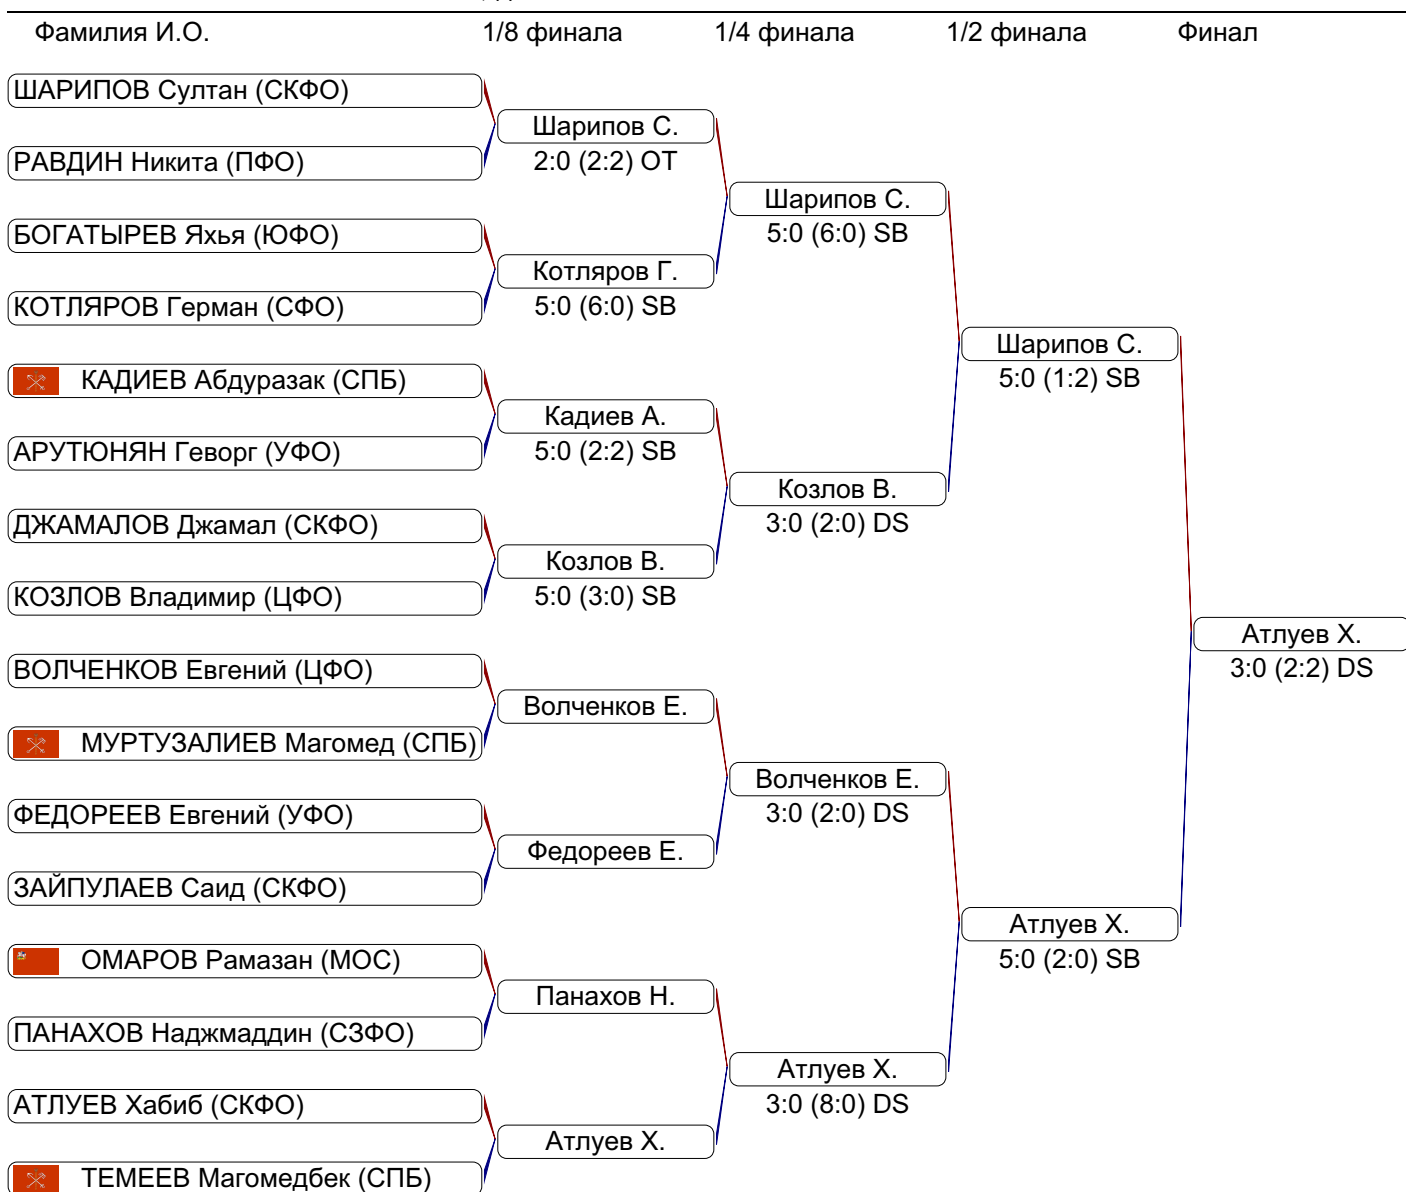 Фамилия И.О. 1/8 финала 1/4 финала 1/2 финала Финал
ШАРИПОВ Султан (СКФО)
Шарипов С.
РАВДИН Никита (ПФО)
2:0 (2:2) OT
Шарипов С.
5:0 (6:0) SB
БОГАТЫРЕВ Яхья (ЮФО)
Котляров Г.
КОТЛЯРОВ Герман (СФО)
5:0 (6:0) SB
Шарипов С.
5:0 (1:2) SB
КАДИЕВ Абдуразак (СПБ)
Кадиев А.
АРУТЮНЯН Геворг (УФО)
5:0 (2:2) SB
Козлов В.
3:0 (2:0) DS
ДЖАМАЛОВ Джамал (СКФО)
Козлов В.
КОЗЛОВ Владимир (ЦФО)
5:0 (3:0) SB
Атлуев Х.
3:0 (2:2) DS
ВОЛЧЕНКОВ Евгений (ЦФО)
Волченков Е.
МУРТУЗАЛИЕВ Магомед (СПБ)
Волченков Е.
3:0 (2:0) DS
ФЕДОРЕЕВ Евгений (УФО)
Федореев Е.
ЗАЙПУЛАЕВ Саид (СКФО)
Атлуев Х.
5:0 (2:0) SB
ОМАРОВ Рамазан (МОС)
Панахов Н.
ПАНАХОВ Наджмаддин (СЗФО)
Атлуев Х.
3:0 (8:0) DS
АТЛУЕВ Хабиб (СКФО)
Атлуев Х.
ТЕМЕЕВ Магомедбек (СПБ)